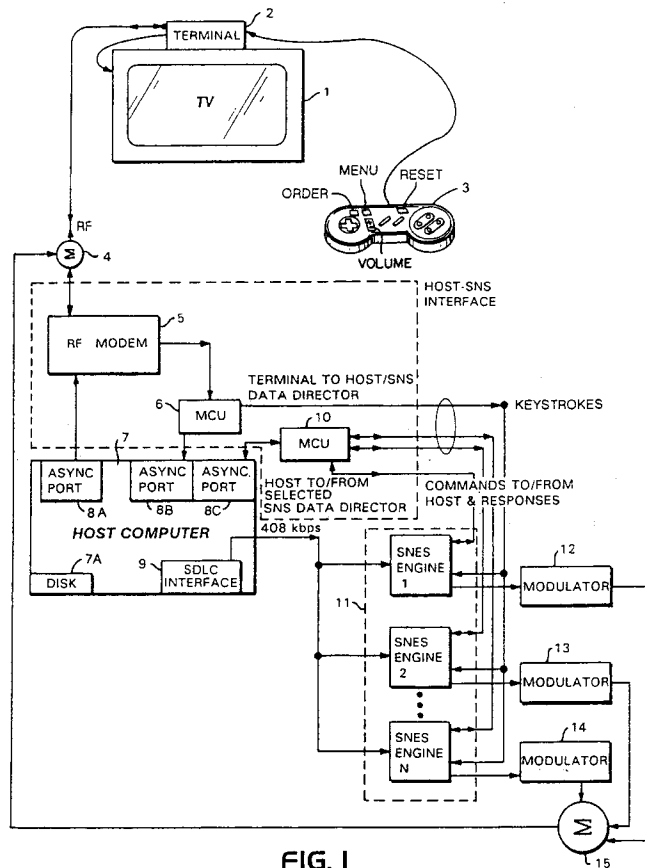 2
TERMINAL
TV
1
MENU
RESET
ORDER
3
VOLUME
RF
M
4
HOST-SNS
INTERFACE
5
RF MODEM
TERMINAL TO HOST/SNS
DATA DIRECTOR
6
MCU
10
MCU
KEYSTROKES
7
ASYNC
PORT
8A
ASYNC
PORT
8B
ASYNC
PORT
8C
HOST TO/FROM
SELECTED
SNS DATA DIRECTOR
COMMANDS TO/FROM
HOST & RESPONSES
HOST COMPUTER
408 kbps
7A
DISK
9
SDLC
INTERFACE
11
SNES
ENGINE
1
12
MODULATOR
SNES
ENGINE
2
13
MODULATOR
SNES
ENGINE
N
14
MODULATOR
M
15
FIG. 1